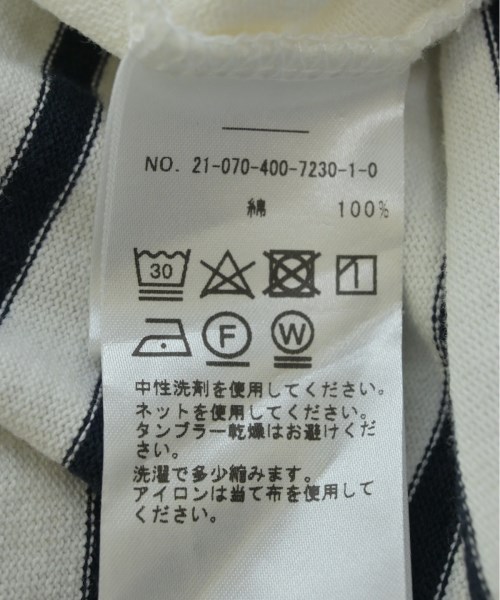 NO. 21-070-400-7230-1-0
綿 100%
30
F W
中性洗剤を使用してください。
ネットを使用してください。
タンブラー乾燥はお避けくだ
さい。
洗濯で多少縮みます。
アイロンは当て布を使用して
ください。